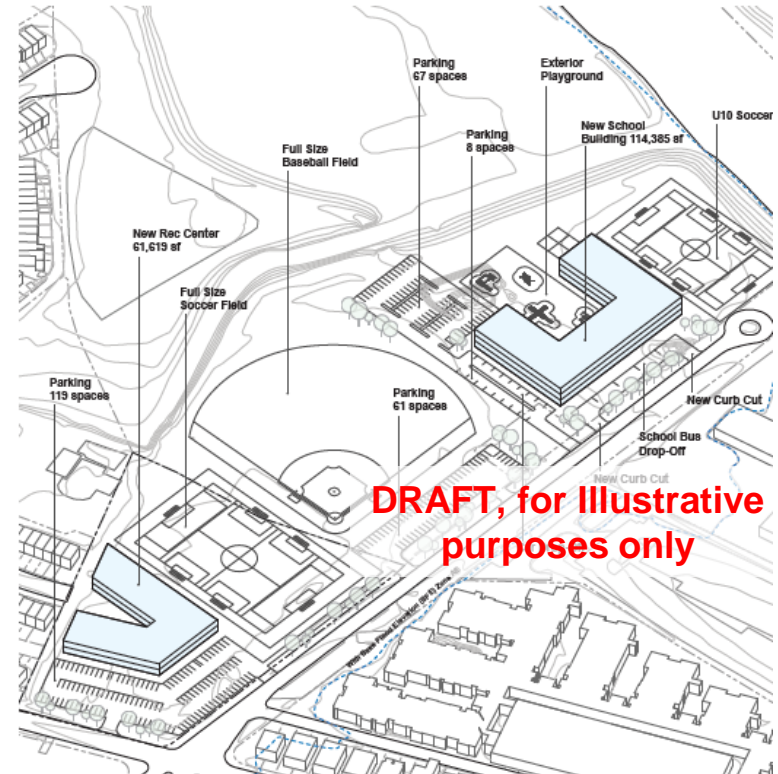 Parking
67 spaces
Exterior
Playground
U10 Soccer
Parking
8 spaces
New School
Building 114,385 sf
Full Size
Baseball Field
New Rec Center
61,619 sf
Full Size
Soccer Field
Parking
119 spaces
Parking
61 spaces
New Curb Cut
School Bus
Drop-Off
New Curb Cut
DRAFT, for Illustrative
purposes only